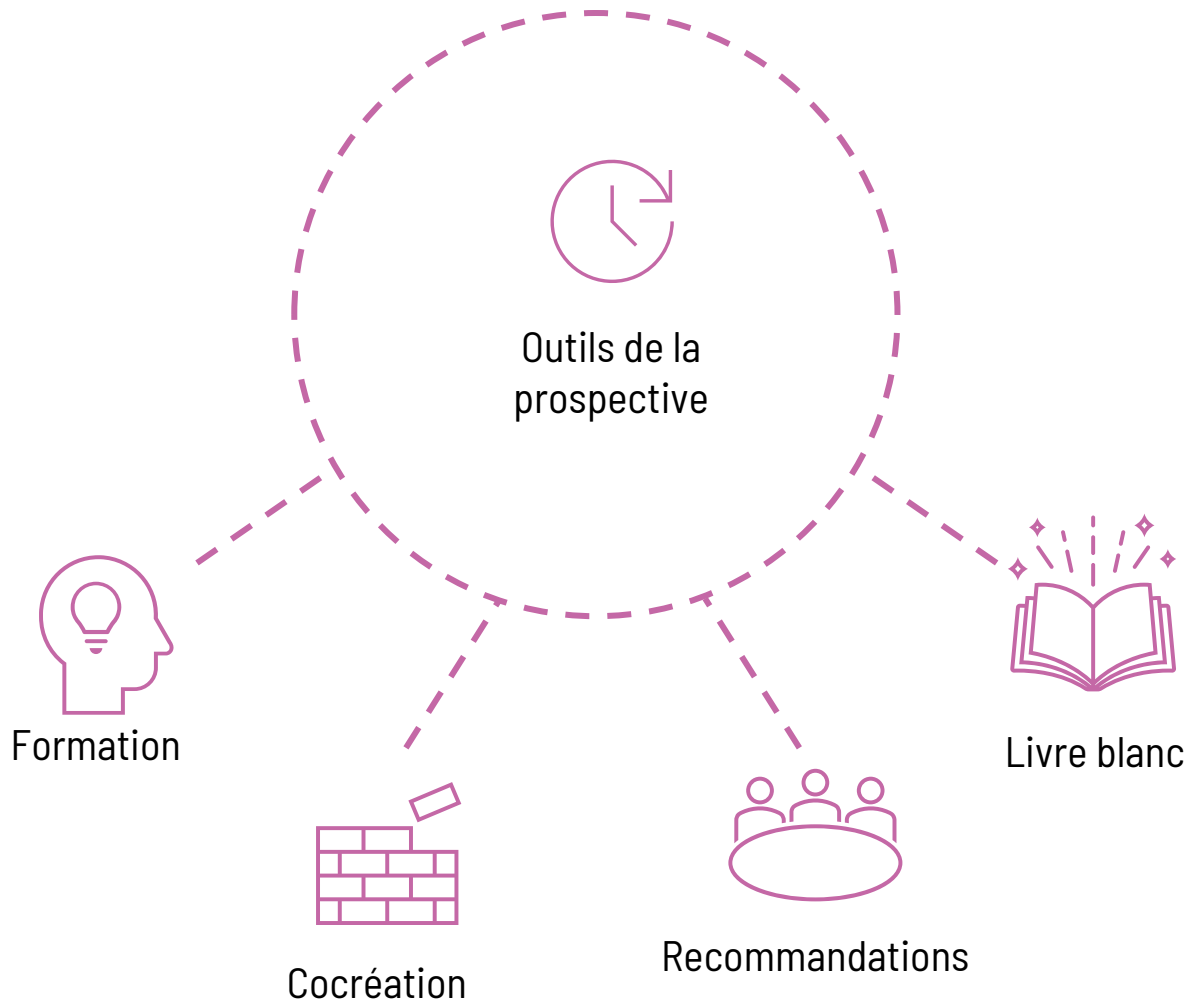 Outils de la
prospective
Formation
Livre blanc
Cocréation
Recommandations